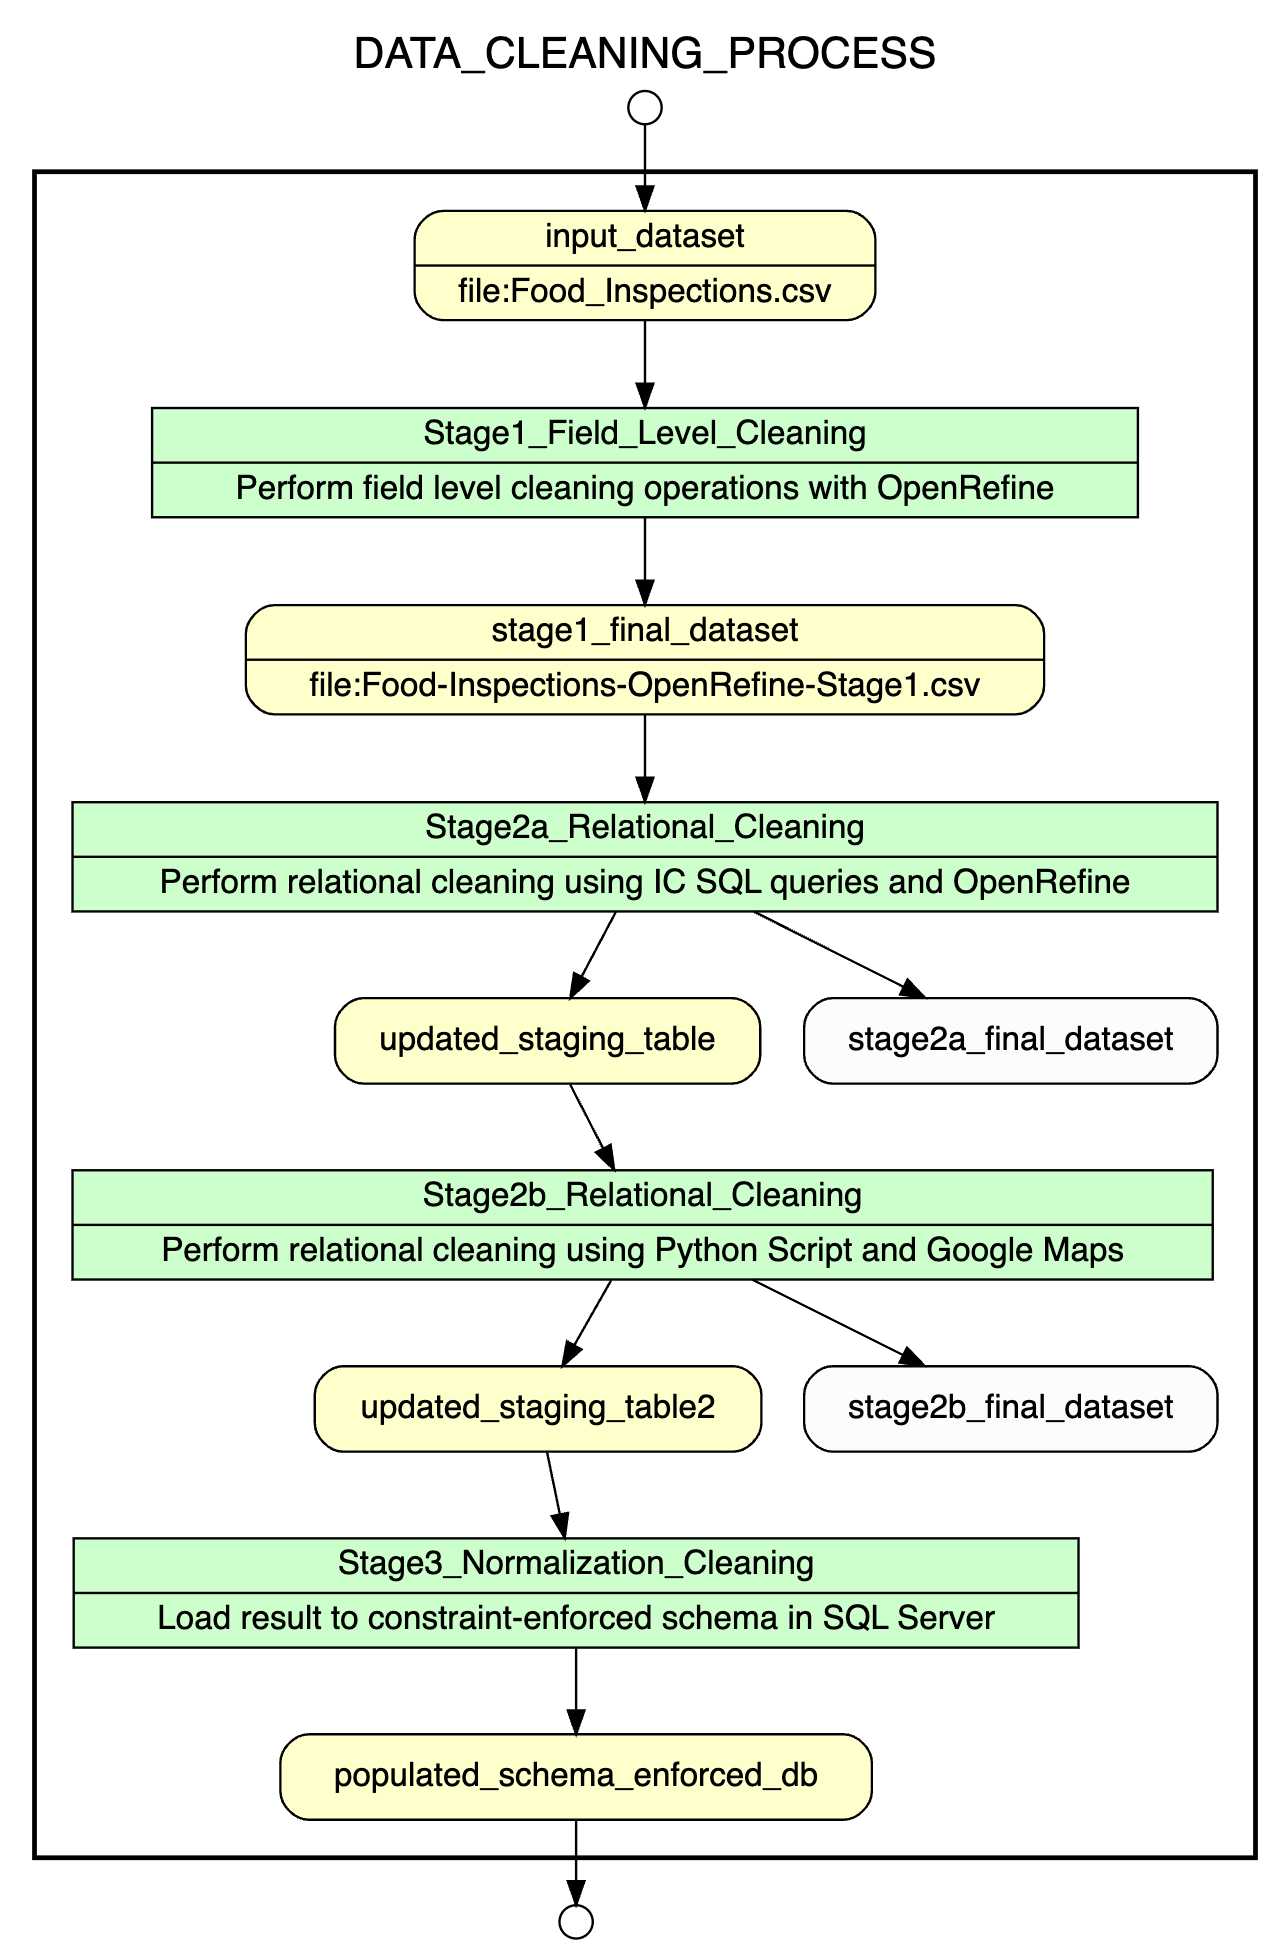 DATA_CLEANING_PROCESS
input_dataset
file:Food_Inspections.csv
Stage1_Field_Level_Cleaning
Perform field level cleaning operations with OpenRefine
stage1_final_dataset
file:Food-Inspections-OpenRefine-Stage1.csv
Stage2a_Relational_Cleaning
Perform relational cleaning using IC SQL queries and OpenRefine
updated_staging_table
stage2a_final_dataset
Stage2b_Relational_Cleaning
Perform relational cleaning using Python Script and Google Maps
updated_staging_table2
stage2b_final_dataset
Stage3_Normalization_Cleaning
Load result to constraint-enforced schema in SQL Server
populated_schema_enforced_db